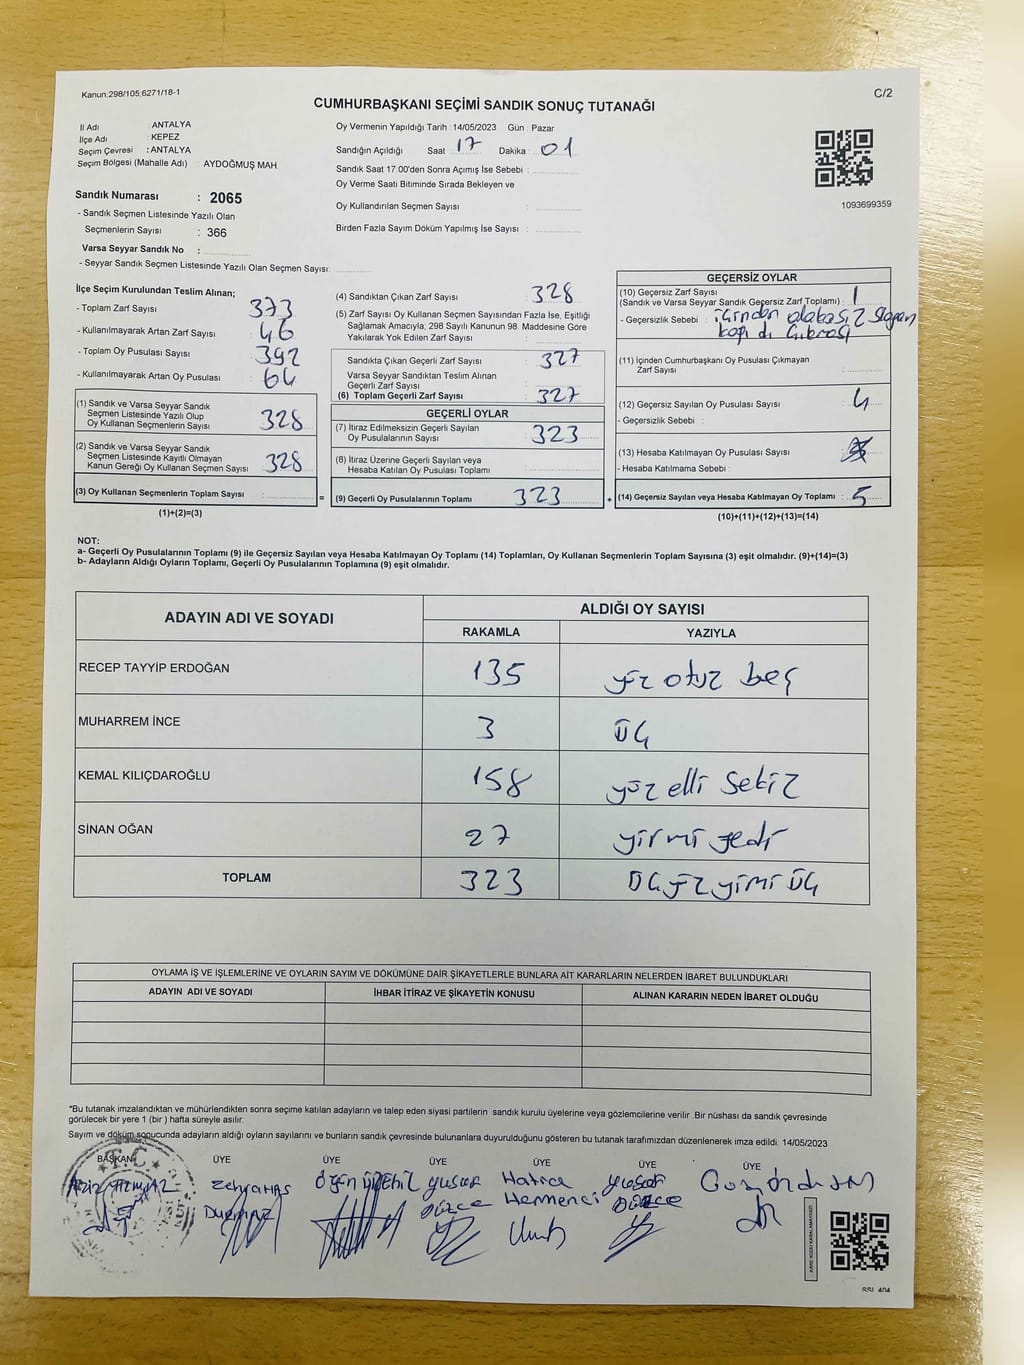 Kanun:298/105,6271/18-1
C/2
CUMHURBAŞKANI SEÇİMİ SANDIK SONUÇ TUTANAĞI
İl Adı : ANTALYA
İlçe Adı : KEPEZ
Seçim Çevresi : ANTALYA
Seçim Bölgesi (Mahalle Adı) : AYDOĞMUŞ MAH.
Oy Vermenin Yapıldığı Tarih : 14/05/2023 Gün : Pazar
Sandığın Açıldığı Saat 17 Dakika 01
Sandık Saat 17:00'den Sonra Açımış İse Sebebi :
Oy Verme Saati Bitiminde Sırada Bekleyen ve
Oy Kullandırılan Seçmen Sayısı :
Birden Fazla Sayım Döküm Yapılmış İse Sayısı :
1093699359
Sandık Numarası : 2065
- Sandık Seçmen Listesinde Yazılı Olan
Seçmenlerin Sayısı : 366
Varsa Seyyar Sandık No :
- Seyyar Sandık Seçmen Listesinde Yazılı Olan Seçmen Sayısı:
İlçe Seçim Kurulundan Teslim Alınan;
- Toplam Zarf Sayısı : 373
- Kullanılmayarak Artan Zarf Sayısı : 46
- Toplam Oy Pusulası Sayısı : 392
- Kullanılmayarak Artan Oy Pusulası : 64
(1) Sandık ve Varsa Seyyar Sandık
Seçmen Listesinde Yazılı Olup
Oy Kullanan Seçmenlerin Sayısı : 328
(2) Sandık ve Varsa Seyyar Sandık
Seçmen Listesinde Kayıtlı Olmayan
Kanun Gereği Oy Kullanan Seçmen Sayısı : 328
(3) Oy Kullanan Seçmenlerin Toplam Sayısı :
(1)+(2)=(3)
=
(4) Sandıktan Çıkan Zarf Sayısı : 328
(5) Zarf Sayısı Oy Kullanan Seçmen Sayısından Fazla İse, Eşitliği
Sağlamak Amacıyla; 298 Sayılı Kanunun 98. Maddesine Göre
Yakılarak Yok Edilen Zarf Sayısı :
Sandıkta Çıkan Geçerli Zarf Sayısı : 327
Varsa Seyyar Sandıktan Teslim Alınan
Geçerli Zarf Sayısı :
(6) Toplam Geçerli Zarf Sayısı : 327
GEÇERLİ OYLAR
(7) İtiraz Edilmeksizin Geçerli Sayılan
Oy Pusulalarının Sayısı : 323
(8) İtiraz Üzerine Geçerli Sayılan veya
Hesaba Katılan Oy Pusulası Toplamı :
(9) Geçerli Oy Pusulalarının Toplamı 323
+
GEÇERSİZ OYLAR
(10) Geçersiz Zarf Sayısı
(Sandık ve Varsa Seyyar Sandık Geçersiz Zarf Toplamı) : 1
- Geçersizlik Sebebi :
(11) İçinden Cumhurbaşkanı Oy Pusulası Çıkmayan
Zarf Sayısı :
(12) Geçersiz Sayılan Oy Pusulası Sayısı : 4
- Geçersizlik Sebebi :
(13) Hesaba Katılmayan Oy Pusulası Sayısı :
- Hesaba Katılmama Sebebi :
(14) Geçersiz Sayılan veya Hesaba Katılmayan Oy Toplamı : 5
(10)+(11)+(12)+(13)=(14)
NOT:
a- Geçerli Oy Pusulalarının Toplamı (9) ile Geçersiz Sayılan veya Hesaba Katılmayan Oy Toplamı (14) Toplamları, Oy Kullanan Seçmenlerin Toplam Sayısına (3) eşit olmalıdır. (9)+(14)=(3)
b- Adayların Aldığı Oyların Toplamı, Geçerli Oy Pusulalarının Toplamına (9) eşit olmalıdır.
ADAYIN ADI VE SOYADI ALDIĞI OY SAYISI
RAKAMLA YAZIYLA
RECEP TAYYİP ERDOĞAN 135 yüz otuz beş
MUHARREM İNCE 3 üç
KEMAL KILIÇDAROĞLU 158 yüz elli sekiz
SİNAN OĞAN 27 yirmi yedi
TOPLAM 323 üçyüzyimi üç
OYLAMA İŞ VE İŞLEMLERİNE VE OYLARIN SAYIM VE DÖKÜMÜNE DAİR ŞİKAYETLERLE BUNLARA AİT KARARLARIN NELERDEN İBARET BULUNDUKLARI
ADAYIN ADI VE SOYADI İHBAR İTİRAZ VE ŞİKAYETİN KONUSU ALINAN KARARIN NEDEN İBARET OLDUĞU
*Bu tutanak imzalandıktan ve mühürlendikten sonra seçime katılan adayların ve talep eden siyasi partilerin sandık kurulu üyelerine veya gözlemcilerine verilir. Bir nüshası da sandık çevresinde
görülecek bir yere 1 (bir) hafta süreyle asılır.
Sayım ve döküm sonucunda adayların aldığı oyların sayılarını ve bunların sandık çevresinde bulunanlara duyurulduğunu gösteren bu tutanak tarafımızdan düzenlenerek imza edildi. 14/05/2023
BAŞKAN ÜYE ÜYE ÜYE ÜYE ÜYE ÜYE
Yusuf Hatice Yusuf
T.C.